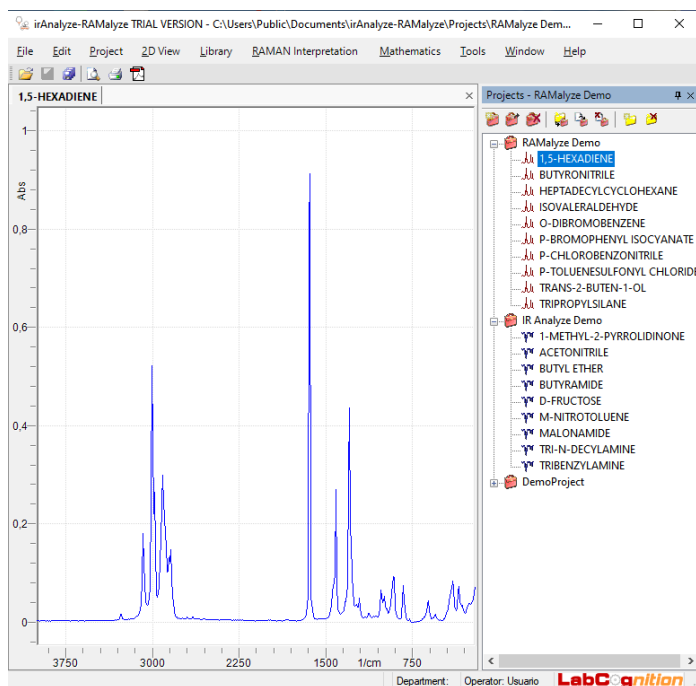 irAnalyze-RAMalyze TRIAL VERSION - C:\Users\Public\Documents\irAnalyze-RAMalyze\Projects\RAMalyze Dem...
File Edit Project 2D View Library RAMAN Interpretation Mathematics Tools Window Help
1,5-HEXADIENE
Abs
1
0,8
0,6
0,4
0,2
0
3750 3000 2250 1500 1/cm 750
Projects - RAMalyze Demo
RAMalyze Demo
1,5-HEXADIENE
BUTYRONITRILE
HEPTADECYLCYCLOHEXANE
ISOVALERALDEHYDE
O-DIBROMOBENZENE
P-BROMOPHENYL ISOCYANATE
P-CHLOROBENZONITRILE
P-TOLUENESULFONYL CHLORIDE
TRANS-2-BUTEN-1-OL
TRIPROPYLSILANE
IR Analyze Demo
1-METHYL-2-PYRROLIDINONE
ACETONITRILE
BUTYL ETHER
BUTYRAMIDE
D-FRUCTOSE
M-NITROTOLUENE
MALONAMIDE
TRI-N-DECYLAMINE
TRIBENZYLAMINE
DemoProject
Department: Operator: Usuario LabCognition